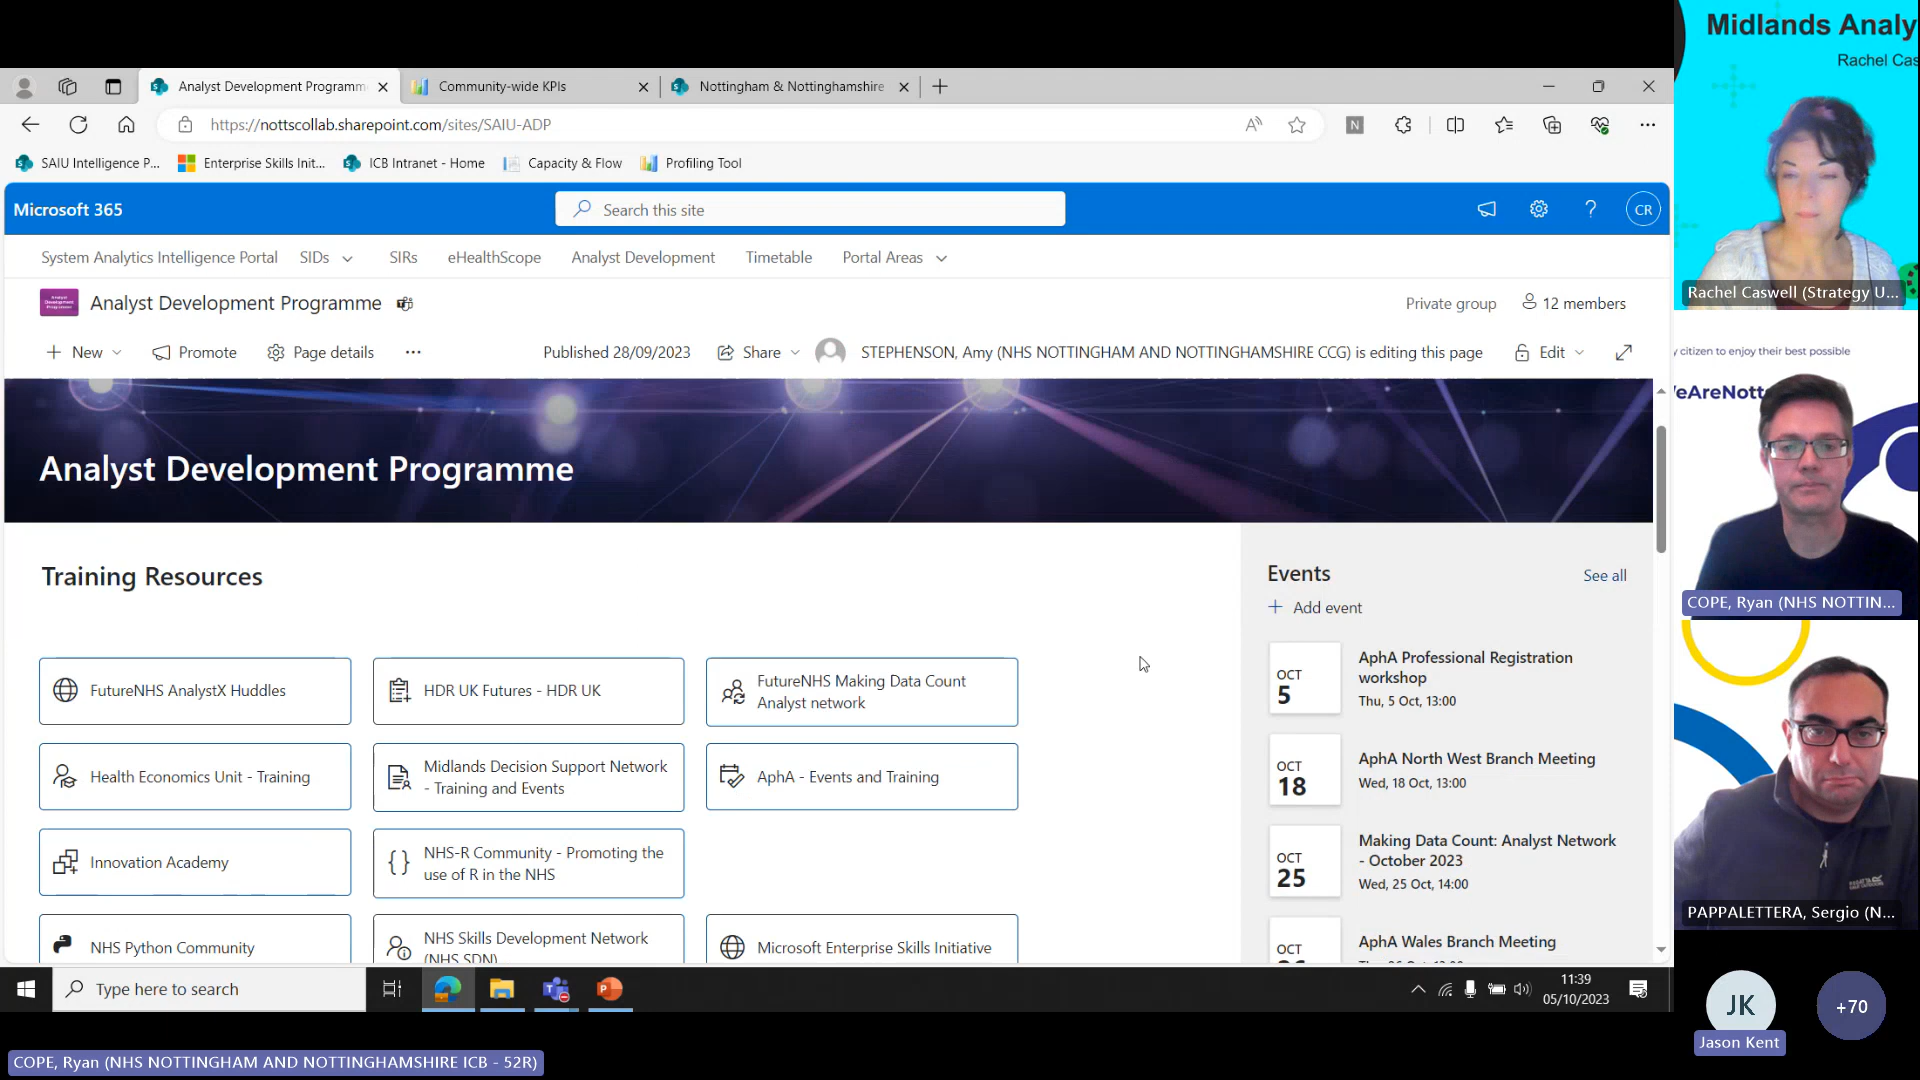 Midlands Analy
Rachel Cas
Analyst Development Programm
Community-wide KPIs
Nottingham & Nottinghamshire
https://nottscollab.sharepoint.com/sites/SAIU-ADP
SAIU Intelligence P...
Enterprise Skills Init...
ICB Intranet - Home
Capacity & Flow
Profiling Tool
Microsoft 365
Search this site
CR
System Analytics Intelligence Portal
SIDs
SIRs
eHealthScope
Analyst Development
Timetable
Portal Areas
Analyst Development Programme
Private group
12 members
Rachel Caswell (Strategy U...
New
Promote
Page details
Published 28/09/2023
Share
STEPHENSON, Amy (NHS NOTTINGHAM AND NOTTINGHAMSHIRE CCG) is editing this page
Edit
y citizen to enjoy their best possible
eAreNotts
Analyst Development Programme
Training Resources
Events
See all
Add event
COPE, Ryan (NHS NOTTIN...
FutureNHS AnalystX Huddles
HDR UK Futures - HDR UK
FutureNHS Making Data Count
Analyst network
Health Economics Unit - Training
Midlands Decision Support Network
- Training and Events
AphA - Events and Training
Innovation Academy
NHS-R Community - Promoting the
use of R in the NHS
NHS Python Community
NHS Skills Development Network
(NHS SDN)
Microsoft Enterprise Skills Initiative
OCT
5
AphA Professional Registration
workshop
Thu, 5 Oct, 13:00
OCT
18
AphA North West Branch Meeting
Wed, 18 Oct, 13:00
OCT
25
Making Data Count: Analyst Network
- October 2023
Wed, 25 Oct, 14:00
OCT
AphA Wales Branch Meeting
PAPPALETTERA, Sergio (N...
Type here to search
11:39
05/10/2023
JK
Jason Kent
+70
COPE, Ryan (NHS NOTTINGHAM AND NOTTINGHAMSHIRE ICB - 52R)